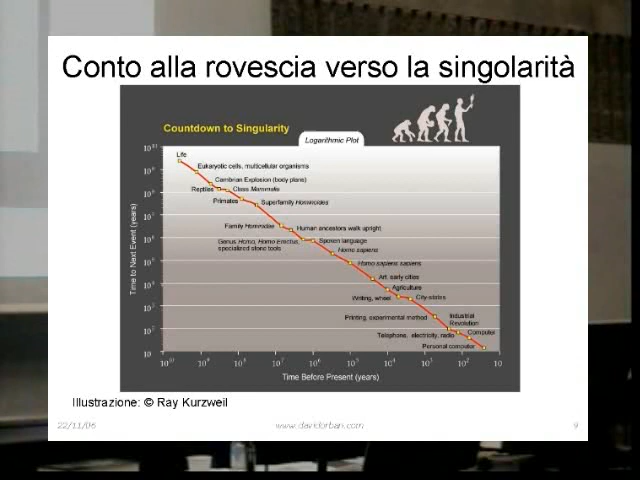 Conto alla rovescia verso la singolarità
Countdown to Singularity
Logarithmic Plot
Life
Eukaryotic cells, multicellular organisms
Cambrian Explosion (body plans)
Reptiles
Class Mammalia
Primates
Superfamily Hominoidea
Family Hominidae
Human ancestors walk upright
Genus Homo, Homo Erectus,
specialized stone tools
Spoken language
Homo sapiens
Homo sapiens sapiens
Art, early cities
Agriculture
Writing, wheel
City-states
Printing, experimental method
Industrial
Revolution
Telephone, electricity, radio
Computer
Personal computer
Time to Next Event (years)
10
10
Time Before Present (years)
Illustrazione: © Ray Kurzweil
22/11/06
www.davidorban.com
9